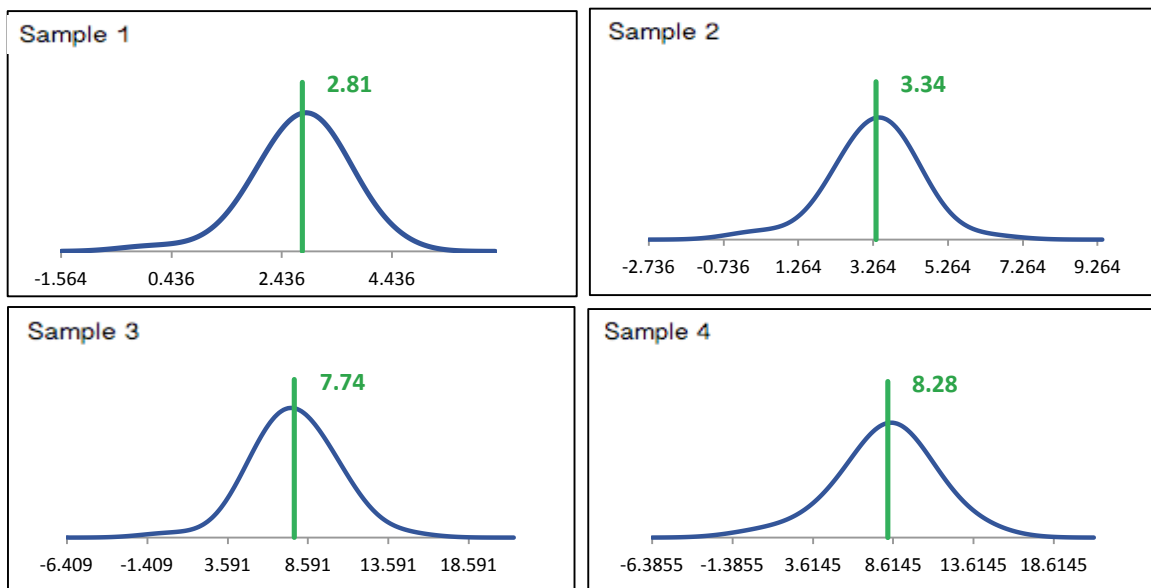 Sample 1
2.81
-1.564 0.436 2.436 4.436
Sample 2
3.34
-2.736 -0.736 1.264 3.264 5.264 7.264 9.264
Sample 3
7.74
-6.409 -1.409 3.591 8.591 13.591 18.591
Sample 4
8.28
-6.3855 -1.3855 3.6145 8.6145 13.6145 18.6145